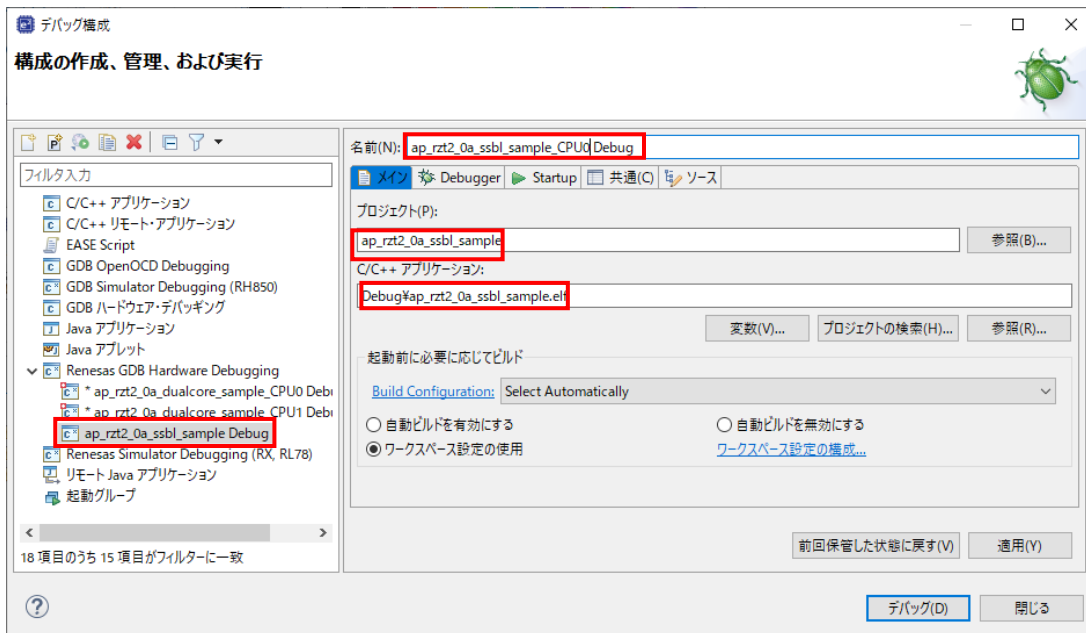 デバッグ構成
構成の作成、管理、および実行
フィルタ入力
C/C++ アプリケーション
C/C++ リモート・アプリケーション
EASE Script
GDB OpenOCD Debugging
GDB Simulator Debugging (RH850)
GDB ハードウェア・デバッギング
Java アプリケーション
Java アプレット
Renesas GDB Hardware Debugging
* ap_rzt2_0a_dualcore_sample_CPU0 Debu
* ap_rzt2_0a_dualcore_sample_CPU1 Debu
ap_rzt2_0a_ssbl_sample Debug
Renesas Simulator Debugging (RX, RL78)
リモート Java アプリケーション
起動グループ
18 項目のうち 15 項目がフィルターに一致
名前(N): ap_rzt2_0a_ssbl_sample_CPU0 Debug
メイン Debugger Startup 共通(C) ソース
プロジェクト(P):
ap_rzt2_0a_ssbl_sample 参照(B)...
C/C++ アプリケーション:
Debug¥ap_rzt2_0a_ssbl_sample.elf
変数(V)... プロジェクトの検索(H)... 参照(R)...
起動前に必要に応じてビルド
Build Configuration: Select Automatically
自動ビルドを有効にする 自動ビルドを無効にする
ワークスペース設定の使用 ワークスペース設定の構成...
前回保管した状態に戻す(V) 適用(Y)
デバッグ(D) 閉じる